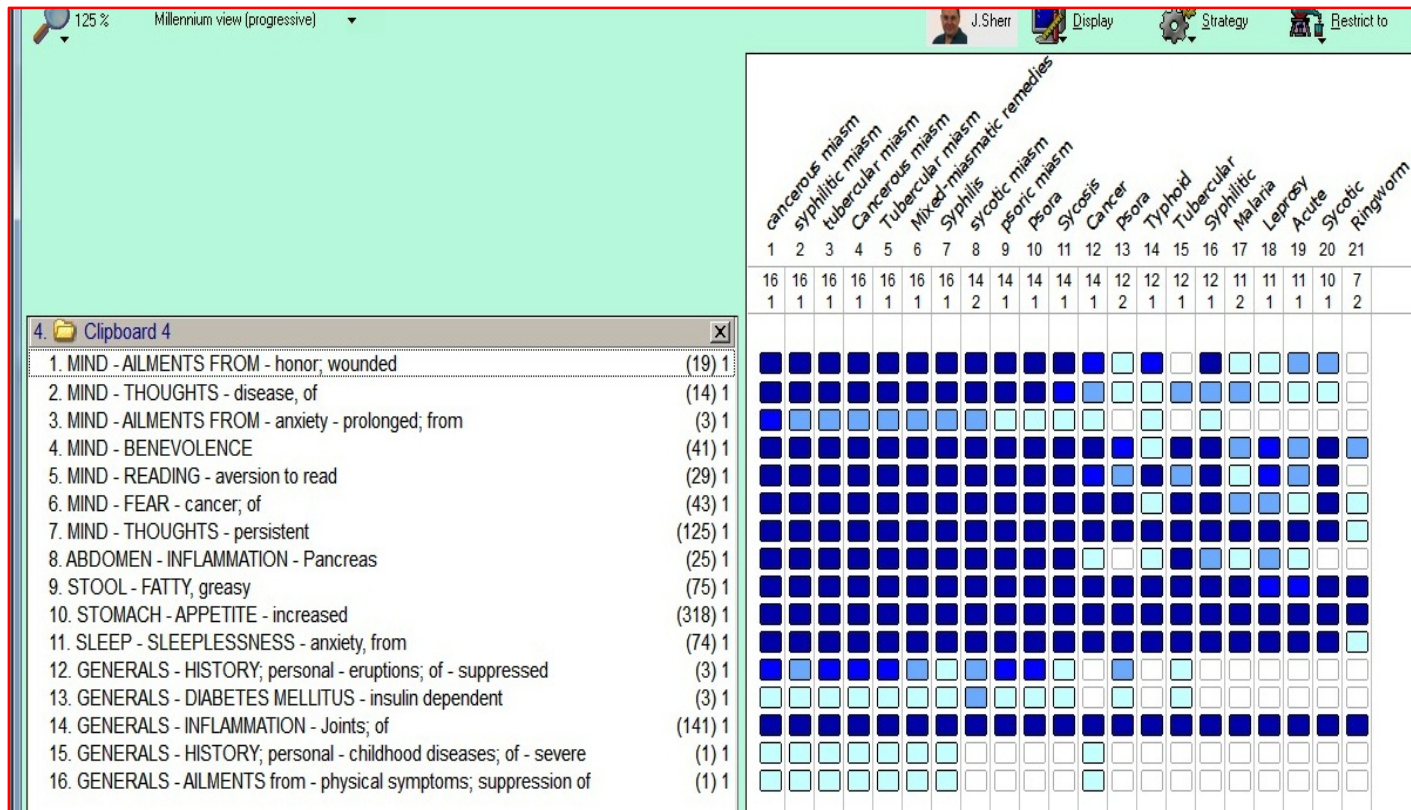 125 %
Millennium view (progressive)
J.Sherr
Display
Strategy
Restrict to
cancerous miasm
syphilitic miasm
tubercular miasm
Cancerous miasm
Tubercular miasm
Mixed-miasmatic remedies
Syphilis
sycotic miasm
psoric miasm
Psora
Sycosis
Cancer
Psora
Typhoid
Tubercular
Syphilitic
Malaria
Leprosy
Acute
Sycotic
Ringworm
1 2 3 4 5 6 7 8 9 10 11 12 13 14 15 16 17 18 19 20 21
16 16 16 16 16 16 16 14 14 14 14 14 12 12 12 12 11 11 11 10 7
1 1 1 1 1 1 1 2 1 1 1 1 2 1 1 1 2 1 1 1 2
4. Clipboard 4 X
1. MIND - AILMENTS FROM - honor; wounded (19) 1
2. MIND - THOUGHTS - disease, of (14) 1
3. MIND - AILMENTS FROM - anxiety - prolonged; from (3) 1
4. MIND - BENEVOLENCE (41) 1
5. MIND - READING - aversion to read (29) 1
6. MIND - FEAR - cancer; of (43) 1
7. MIND - THOUGHTS - persistent (125) 1
8. ABDOMEN - INFLAMMATION - Pancreas (25) 1
9. STOOL - FATTY, greasy (75) 1
10. STOMACH - APPETITE - increased (318) 1
11. SLEEP - SLEEPLESSNESS - anxiety, from (74) 1
12. GENERALS - HISTORY; personal - eruptions; of - suppressed (3) 1
13. GENERALS - DIABETES MELLITUS - insulin dependent (3) 1
14. GENERALS - INFLAMMATION - Joints; of (141) 1
15. GENERALS - HISTORY; personal - childhood diseases; of - severe (1) 1
16. GENERALS - AILMENTS from - physical symptoms; suppression of (1) 1